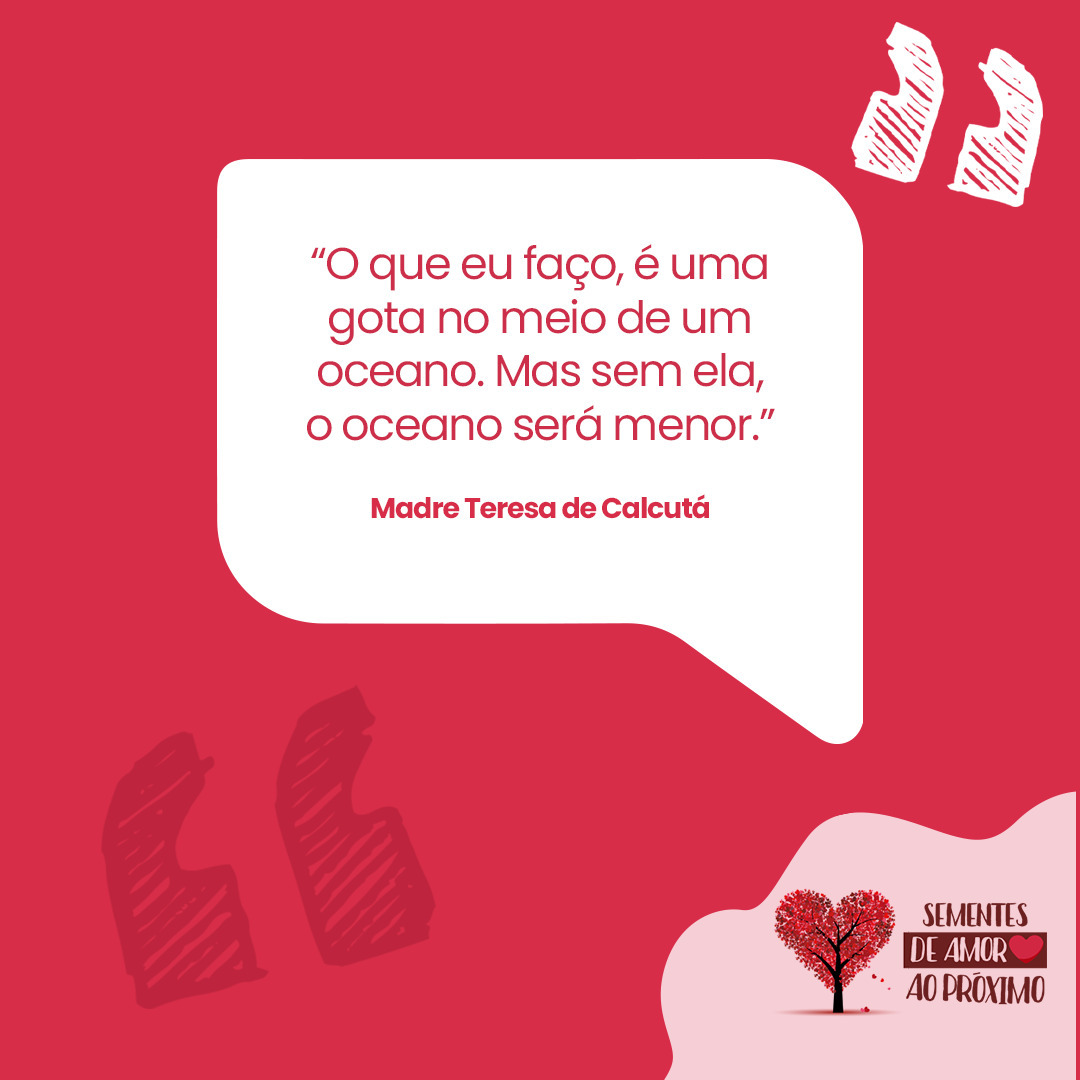 “O que eu faço, é uma
gota no meio de um
oceano. Mas sem ela,
o oceano será menor.”
Madre Teresa de Calcutá
SEMENTES
DE AMOR
AO PRÓXIMO